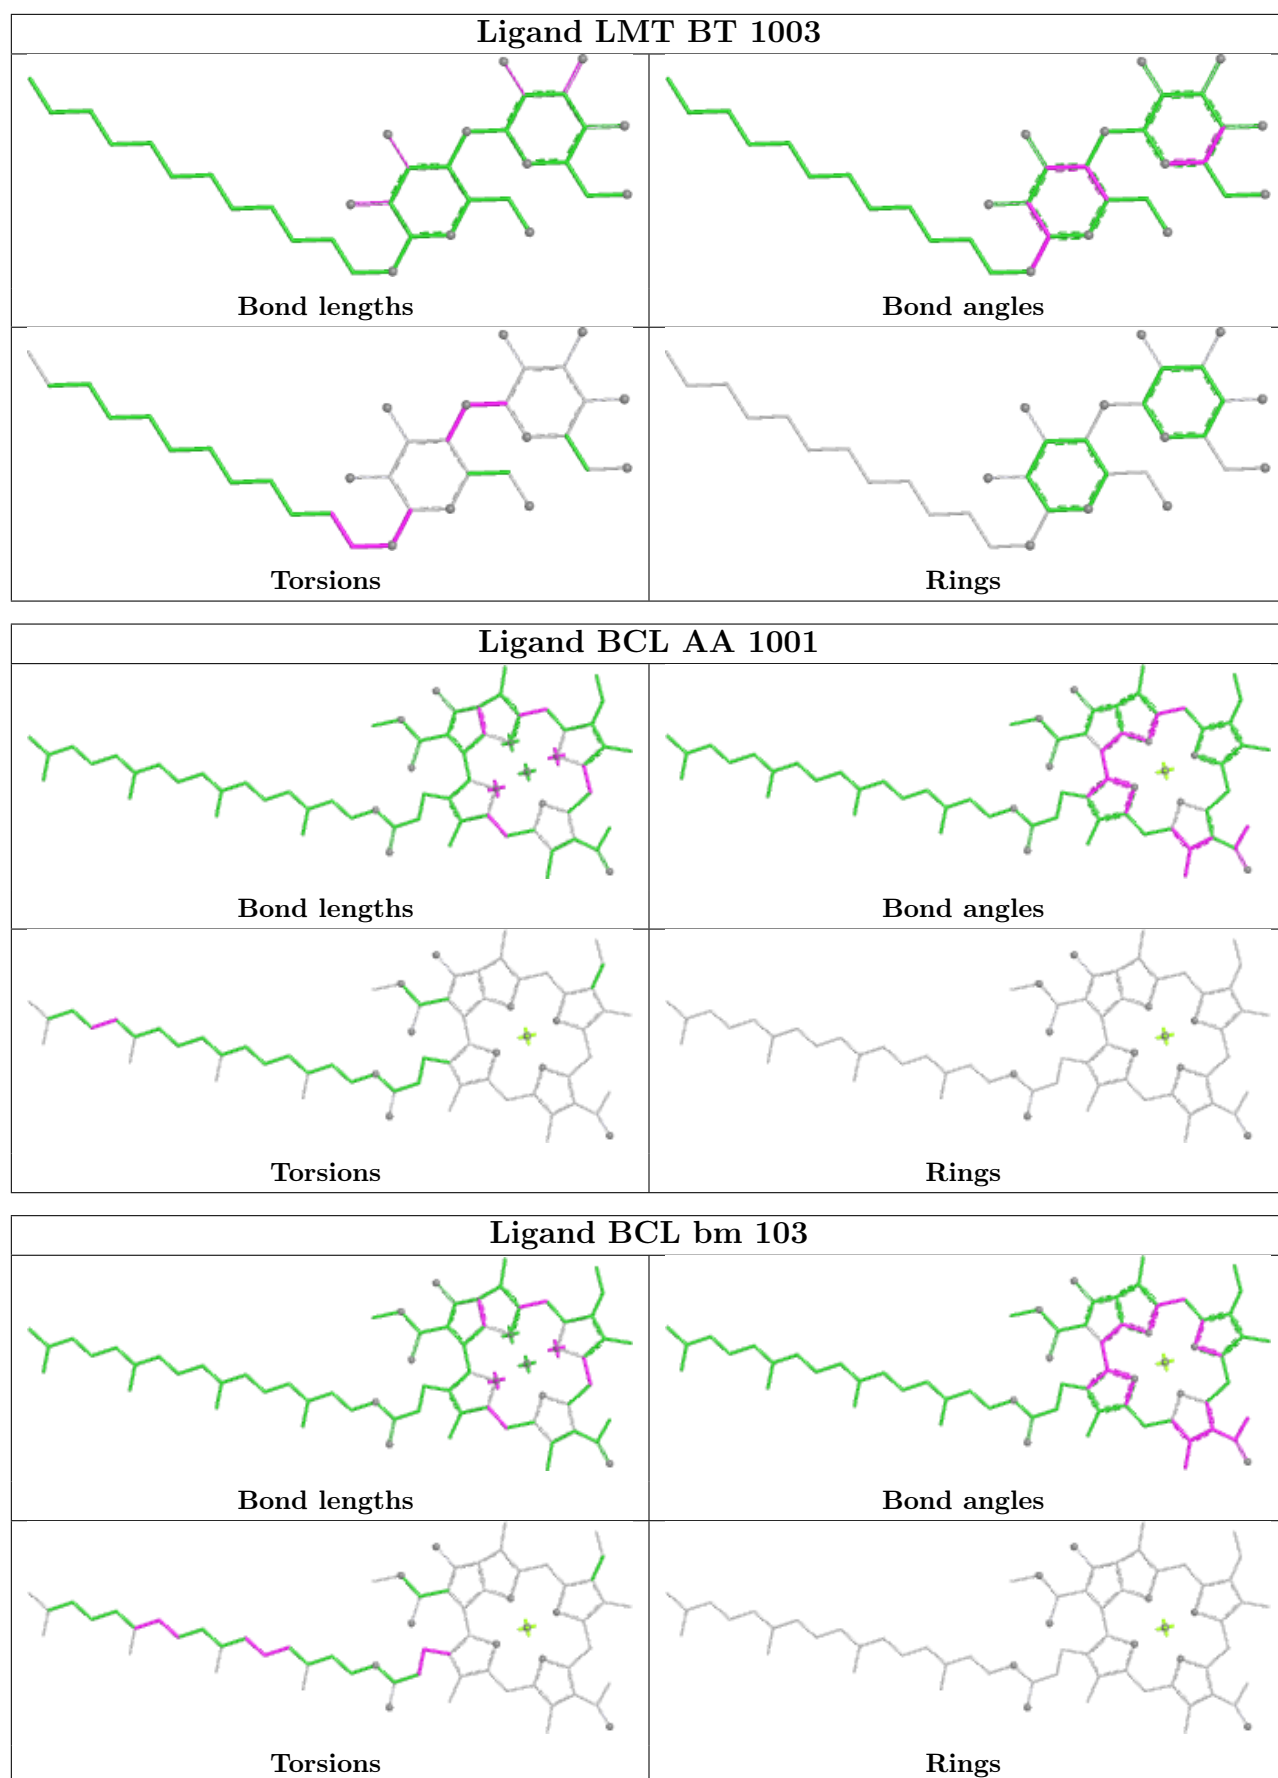 Ligand LMT BT 1003
Bond lengths
Bond angles
Torsions
Rings
Ligand BCL AA 1001
Bond lengths
Bond angles
Torsions
Rings
Ligand BCL bm 103
Bond lengths
Bond angles
Torsions
Rings